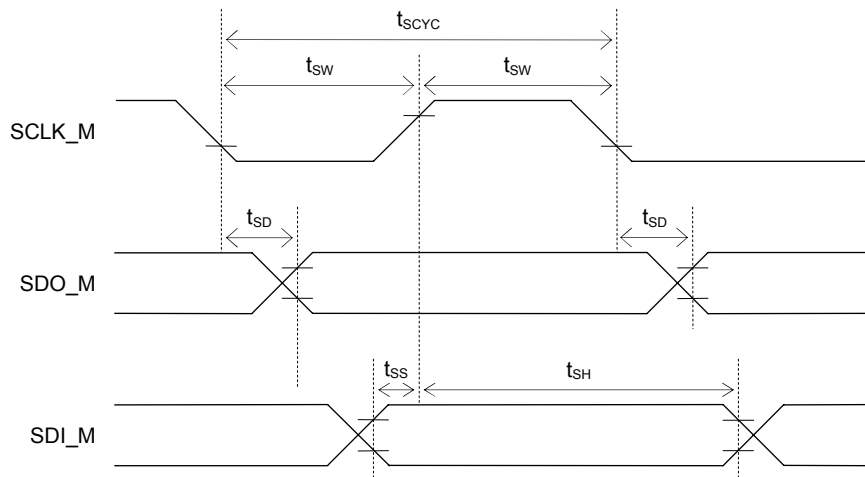 tSCYC
tSW tSW
SCLK_M
tSD tSD
SDO_M
tSS tSH
SDI_M